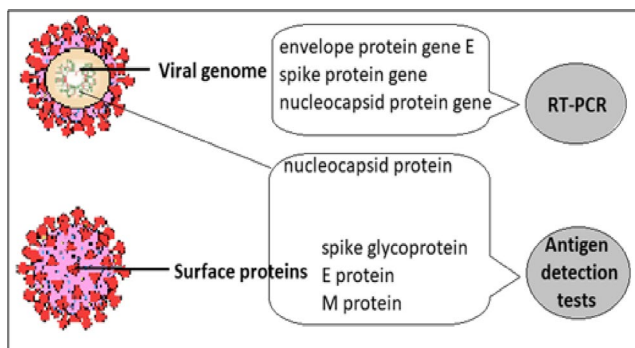 envelope protein gene E
Viral genome
spike protein gene
nucleocapsid protein gene
RT-PCR
nucleocapsid protein
spike glycoprotein
Surface proteins
E protein
M protein
Antigen
detection
tests